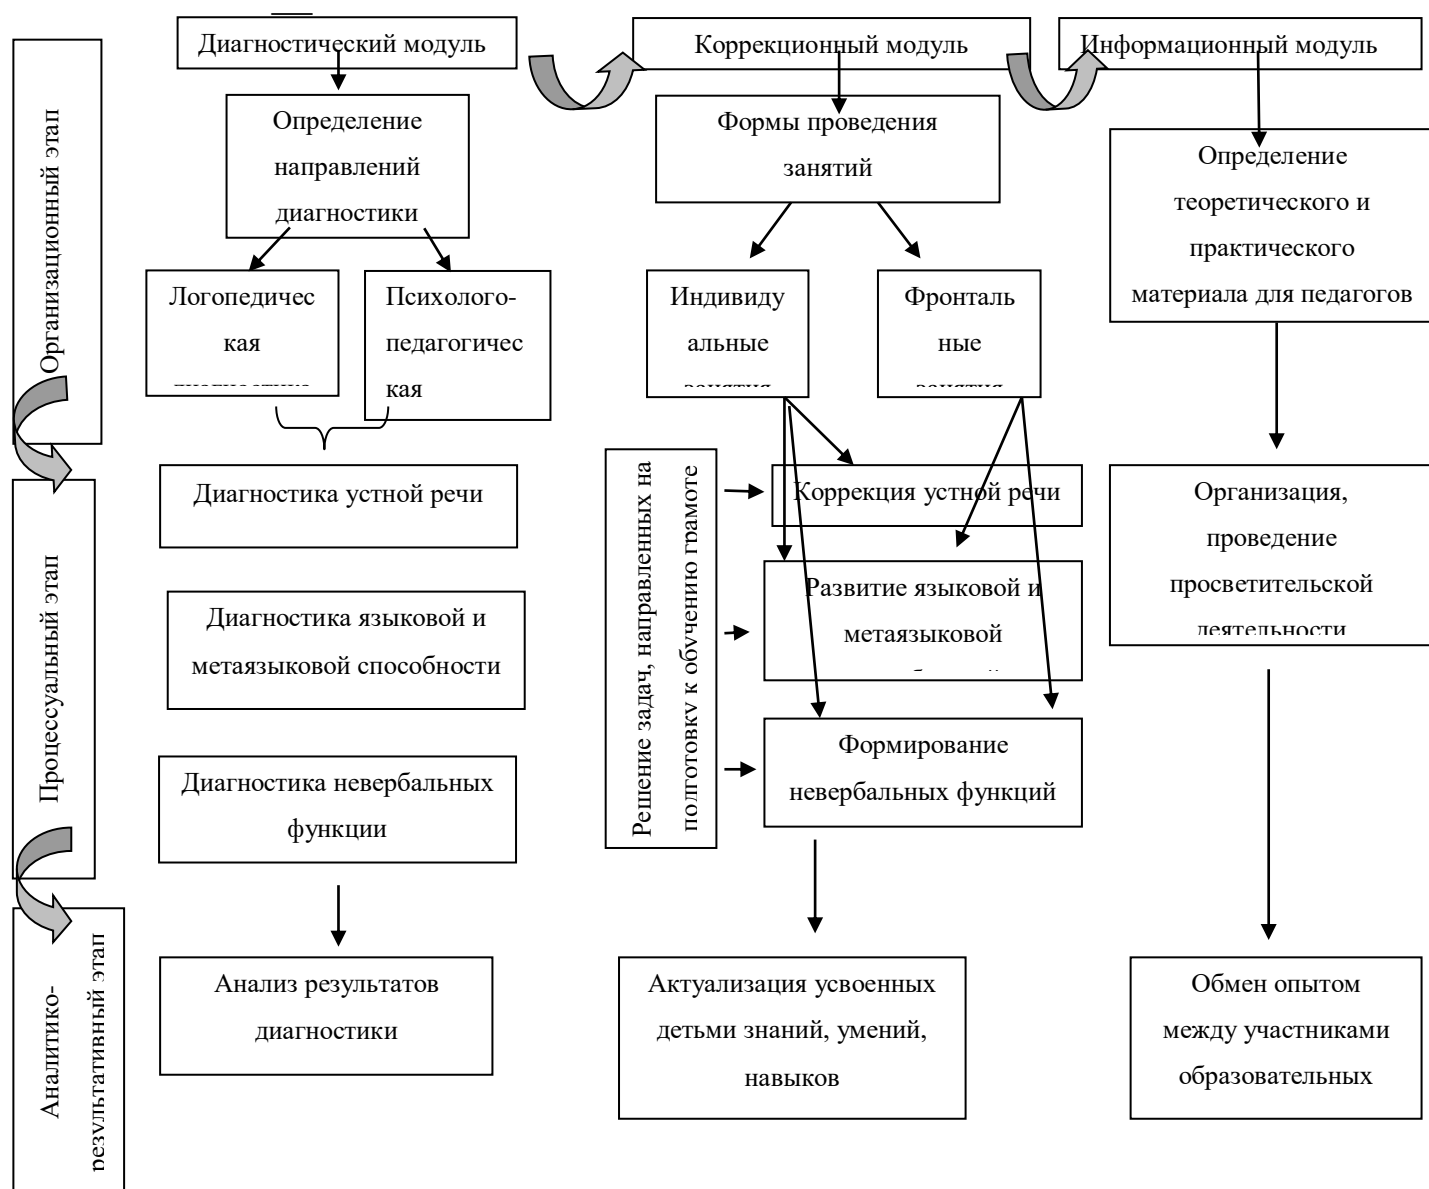 Диагностический модуль
Коррекционный модуль
Информационный модуль
Организационный этап
Определение
направлений
диагностики
Формы проведения
занятий
Определение
теоретического и
практического
материала для педагогов
Логопедичес
кая
Психолого-
педагогичес
кая
Индивиду
альные
занятия
Фронталь
ные
занятия
Процессуальный этап
Диагностика устной речи
Диагностика языковой и
метаязыковой способности
Диагностика невербальных
функции
Решение задач, направленных на
подготовку к обучению грамоте
Коррекция устной речи
Развитие языковой и
метаязыковой
Формирование
невербальных функций
Организация,
проведение
просветительской
деятельности
Аналитико-
результативный этап
Анализ результатов
диагностики
Актуализация усвоенных
детьми знаний, умений,
навыков
Обмен опытом
между участниками
образовательных